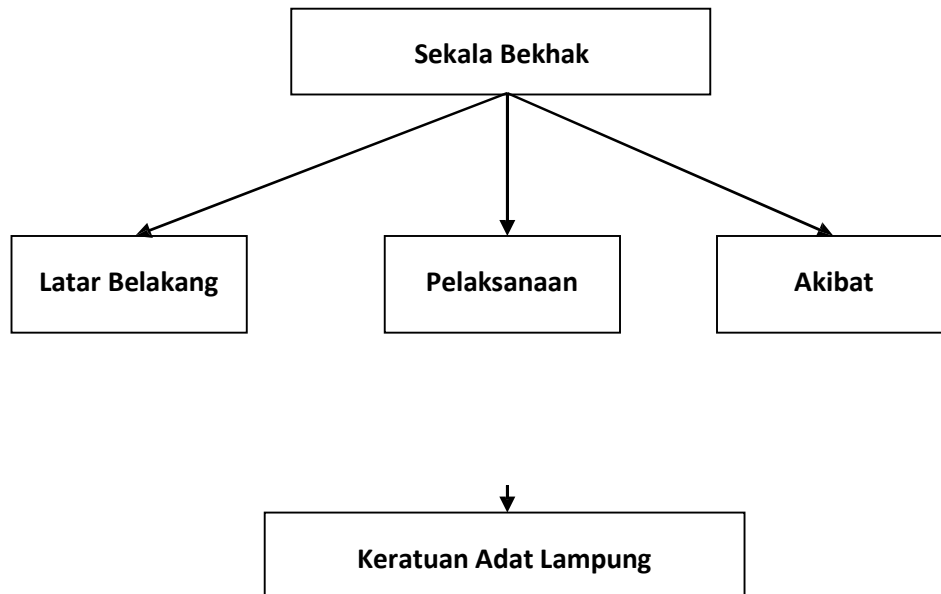 Sekala Bekhak
Latar Belakang
Pelaksanaan
Akibat
Keratuan Adat Lampung